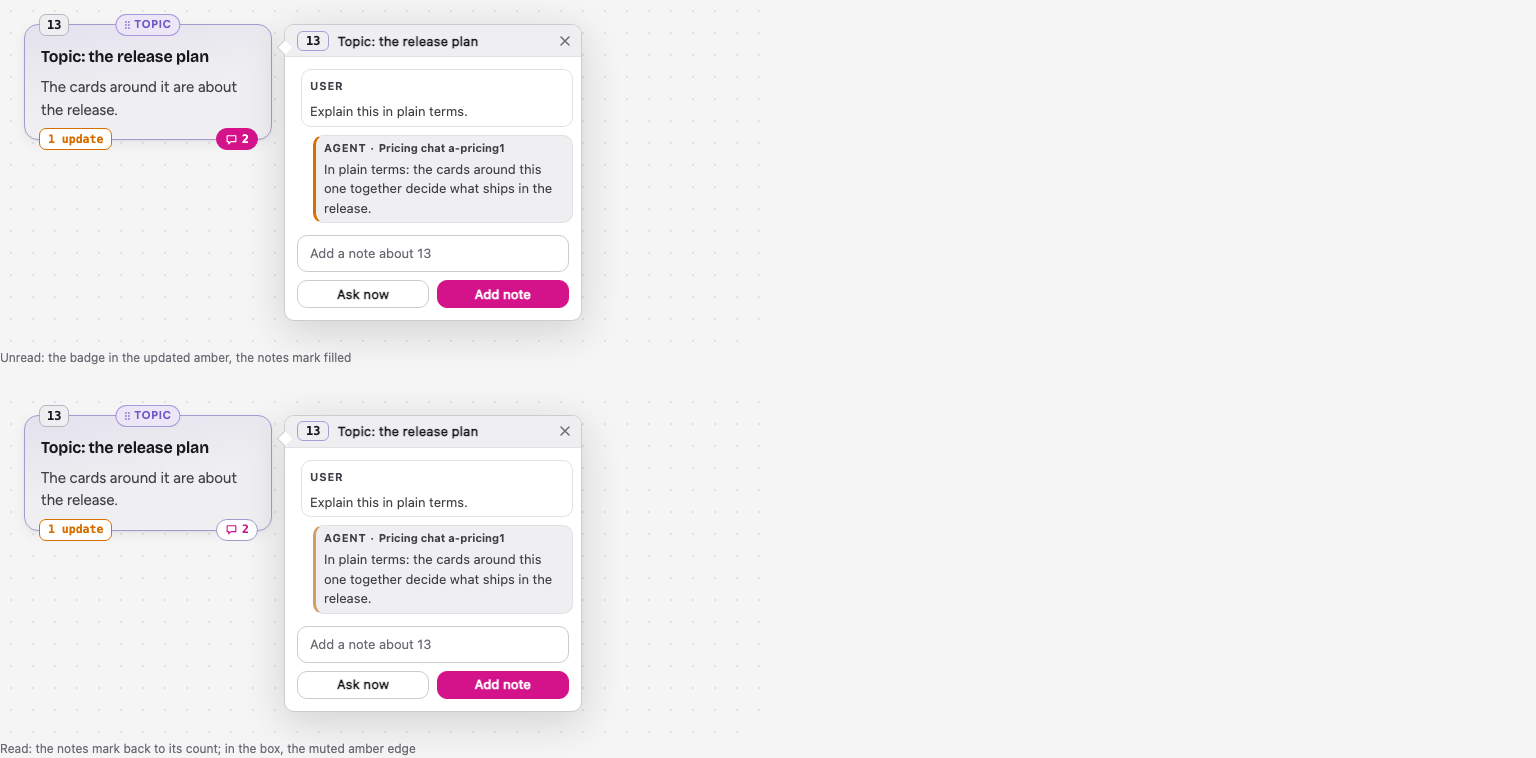 13
TOPIC
Topic: the release plan
The cards around it are about
the release.
1 update
2
13 Topic: the release plan
USER
Explain this in plain terms.
AGENT · Pricing chat a-pricing1
In plain terms: the cards around this
one together decide what ships in the
release.
Add a note about 13
Ask now
Add note
Unread: the badge in the updated amber, the notes mark filled
13
TOPIC
Topic: the release plan
The cards around it are about
the release.
1 update
2
13 Topic: the release plan
USER
Explain this in plain terms.
AGENT · Pricing chat a-pricing1
In plain terms: the cards around this
one together decide what ships in the
release.
Add a note about 13
Ask now
Add note
Read: the notes mark back to its count; in the box, the muted amber edge